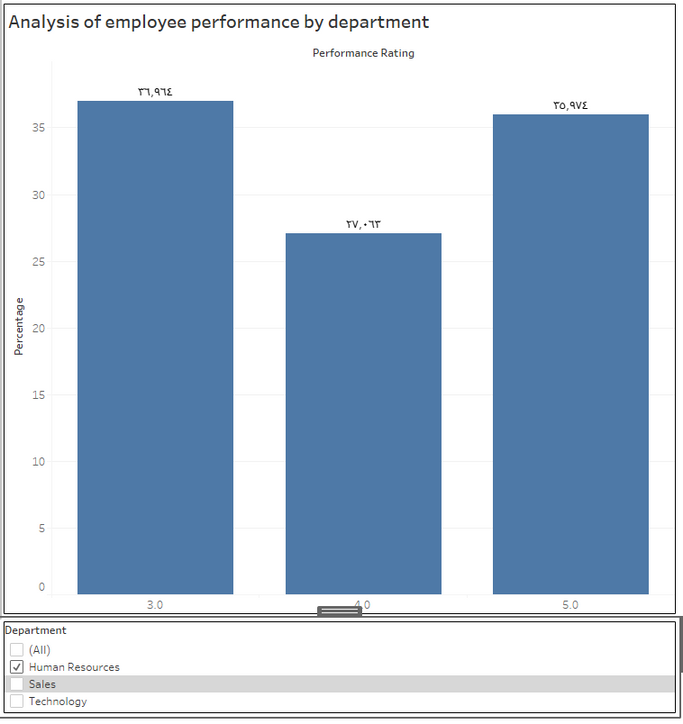 Analysis of employee performance by department
Performance Rating
٣٦,٩٦٤
٢٧,٠٦٣
٣٥,٩٧٤
Percentage
35
30
25
20
15
10
5
0
3.0
4.0
5.0
Department
(All)
Human Resources
Sales
Technology